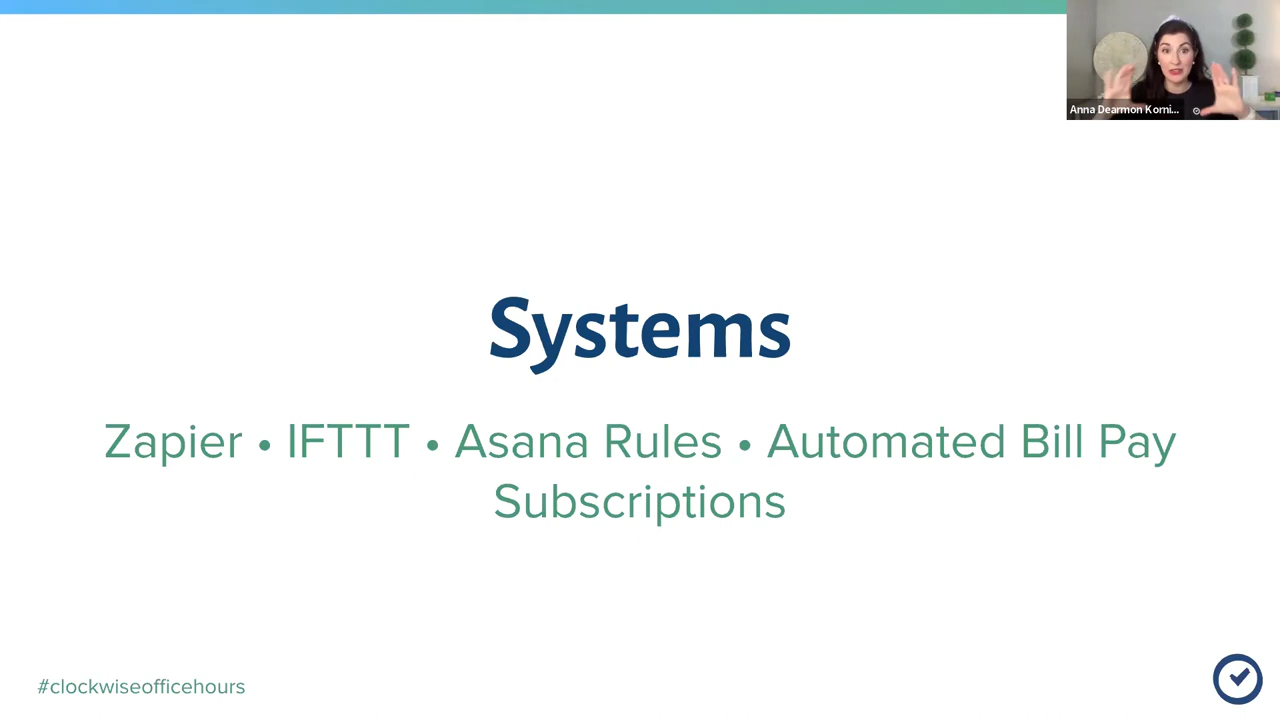 Anna Dearmon Korni...
Systems
Zapier • IFTTT • Asana Rules • Automated Bill Pay
Subscriptions
#clockwiseofficehours